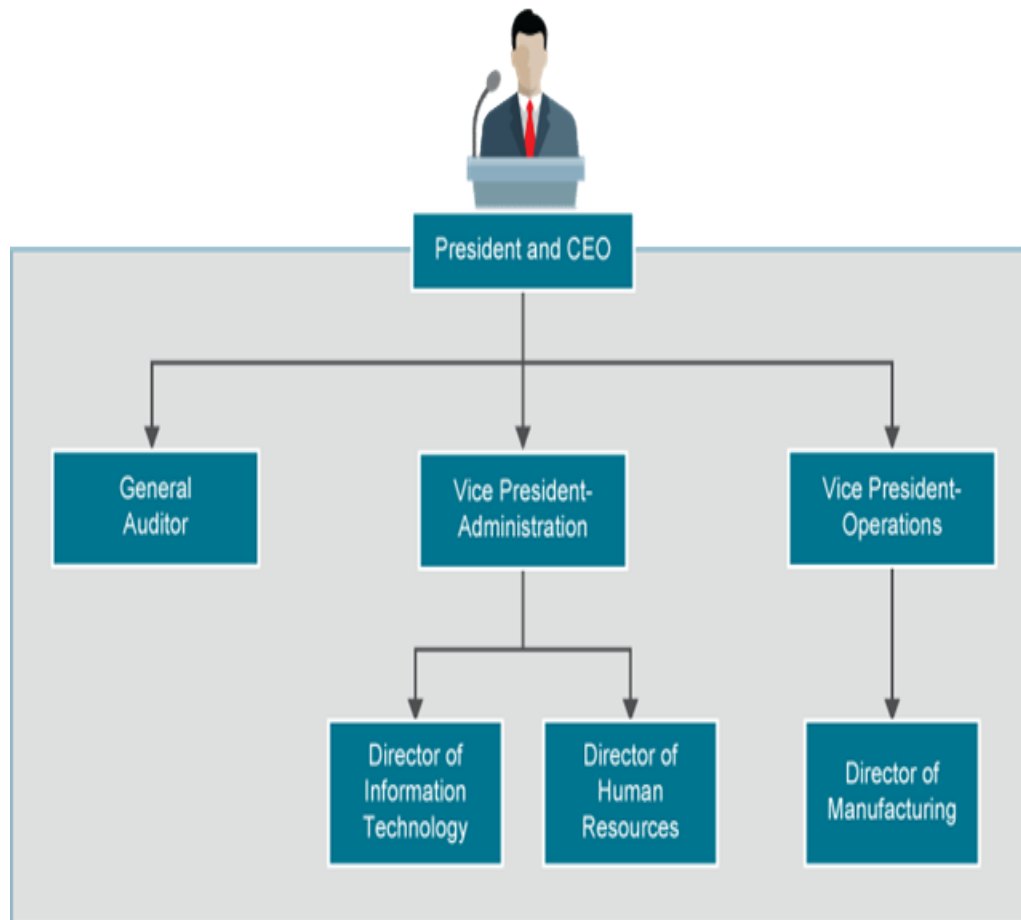 President and CEO
General
Auditor
Vice President-
Administration
Vice President-
Operations
Director of
Information
Technology
Director of
Human
Resources
Director of
Manufacturing